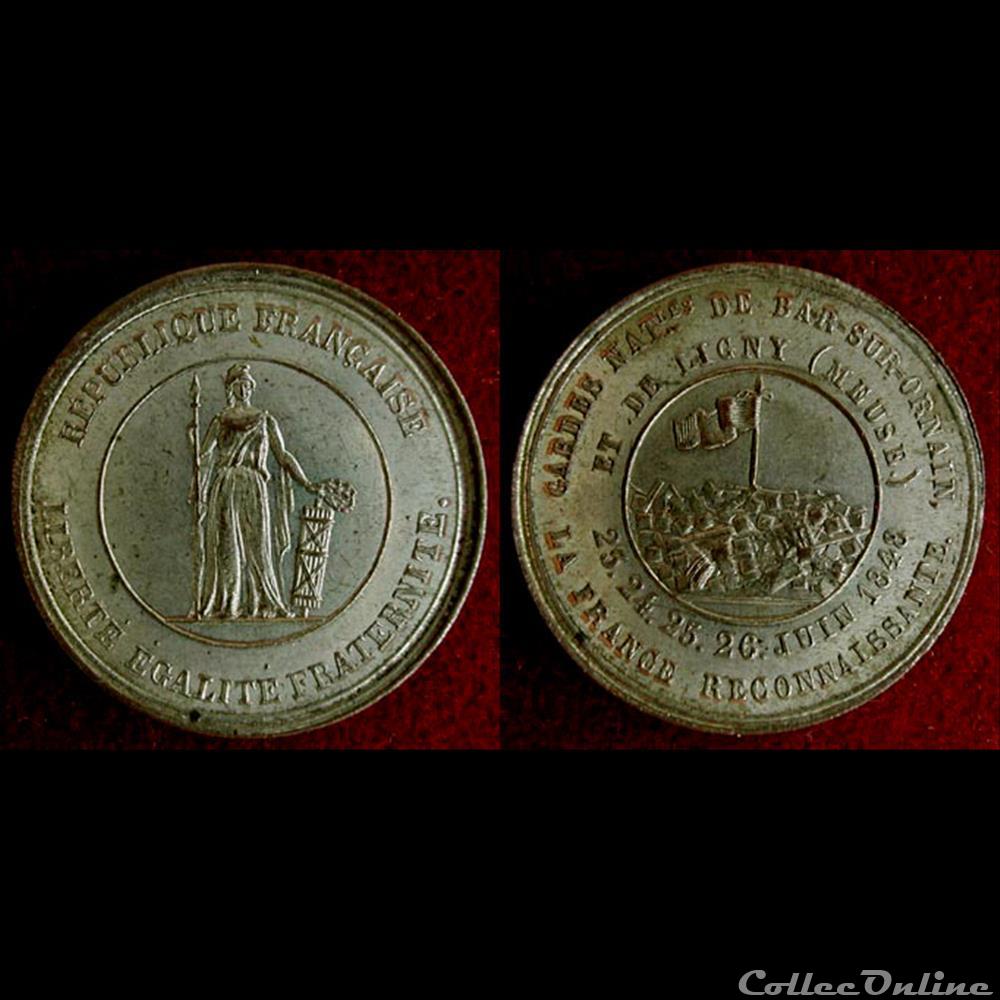 REPUBLIQUE FRANÇAISE
LIBERTE EGALITE FRATERNITE.
GARDES NATles DE BAR-SUR-ORNAIN,
ET DE LIGNY (MEUSE)
23. 24. 25. 26. JUIN 1848
LA FRANCE RECONNAISSANTE.
CollecOnline